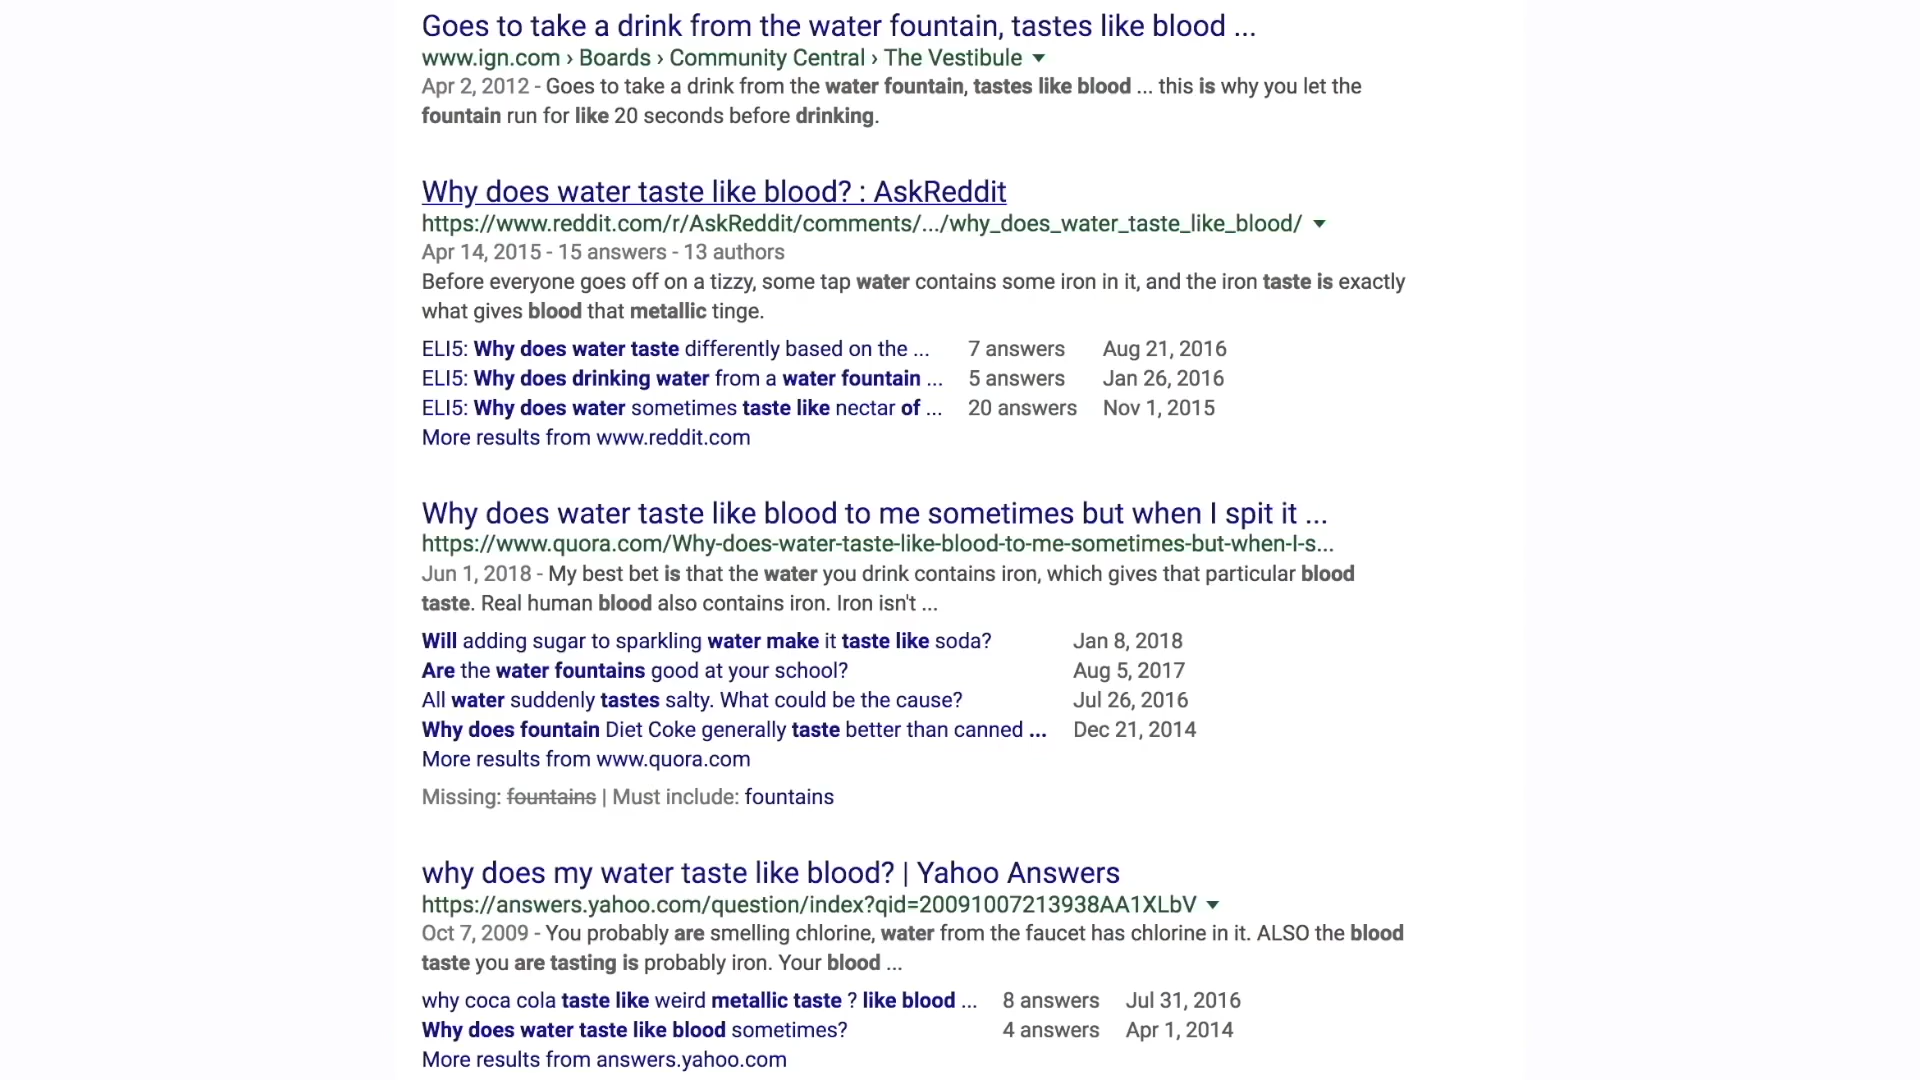 Goes to take a drink from the water fountain, tastes like blood ...
www.ign.com › Boards › Community Central › The Vestibule
Apr 2, 2012 - Goes to take a drink from the water fountain, tastes like blood ... this is why you let the
fountain run for like 20 seconds before drinking.
Why does water taste like blood? : AskReddit
https://www.reddit.com/r/AskReddit/comments/.../why_does_water_taste_like_blood/
Apr 14, 2015 - 15 answers - 13 authors
Before everyone goes off on a tizzy, some tap water contains some iron in it, and the iron taste is exactly
what gives blood that metallic tinge.
ELI5: Why does water taste differently based on the ... 7 answers Aug 21, 2016
ELI5: Why does drinking water from a water fountain ... 5 answers Jan 26, 2016
ELI5: Why does water sometimes taste like nectar of ... 20 answers Nov 1, 2015
More results from www.reddit.com
Why does water taste like blood to me sometimes but when I spit it ...
https://www.quora.com/Why-does-water-taste-like-blood-to-me-sometimes-but-when-I-s...
Jun 1, 2018 - My best bet is that the water you drink contains iron, which gives that particular blood
taste. Real human blood also contains iron. Iron isn't ...
Will adding sugar to sparkling water make it taste like soda? Jan 8, 2018
Are the water fountains good at your school? Aug 5, 2017
All water suddenly tastes salty. What could be the cause? Jul 26, 2016
Why does fountain Diet Coke generally taste better than canned ... Dec 21, 2014
More results from www.quora.com
Missing: fountains | Must include: fountains
why does my water taste like blood? | Yahoo Answers
https://answers.yahoo.com/question/index?qid=20091007213938AA1XLbV
Oct 7, 2009 - You probably are smelling chlorine, water from the faucet has chlorine in it. ALSO the blood
taste you are tasting is probably iron. Your blood ...
why coca cola taste like weird metallic taste ? like blood ... 8 answers Jul 31, 2016
Why does water taste like blood sometimes? 4 answers Apr 1, 2014
More results from answers.yahoo.com